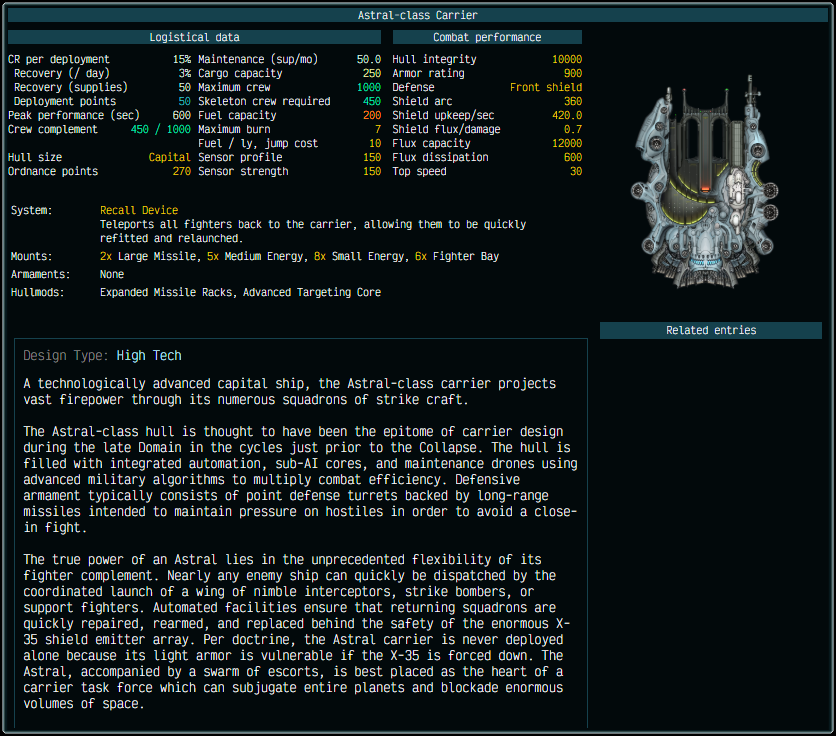 Astral-class Carrier
Logistical data
Combat performance
CR per deployment 15% Maintenance (sup/mo) 50.0 Hull integrity 10000
Recovery (/ day) 3% Cargo capacity 250 Armor rating 900
Recovery (supplies) 50 Maximum crew 1000 Defense Front shield
Deployment points 50 Skeleton crew required 450 Shield arc 360
Peak performance (sec) 600 Fuel capacity 200 Shield upkeep/sec 420.0
Crew complement 450 / 1000 Maximum burn 7 Shield flux/damage 0.7
Fuel / ly, jump cost 10 Flux capacity 12000
Hull size Capital Sensor profile 150 Flux dissipation 600
Ordnance points 270 Sensor strength 150 Top speed 30
System: Recall Device
Teleports all fighters back to the carrier, allowing them to be quickly
refitted and relaunched.
Mounts: 2x Large Missile, 5x Medium Energy, 8x Small Energy, 6x Fighter Bay
Armaments: None
Hullmods: Expanded Missile Racks, Advanced Targeting Core
Related entries
Design Type: High Tech
A technologically advanced capital ship, the Astral-class carrier projects
vast firepower through its numerous squadrons of strike craft.
The Astral-class hull is thought to have been the epitome of carrier design
during the late Domain in the cycles just prior to the Collapse. The hull is
filled with integrated automation, sub-AI cores, and maintenance drones using
advanced military algorithms to multiply combat efficiency. Defensive
armament typically consists of point defense turrets backed by long-range
missiles intended to maintain pressure on hostiles in order to avoid a close-
in fight.
The true power of an Astral lies in the unprecedented flexibility of its
fighter complement. Nearly any enemy ship can quickly be dispatched by the
coordinated launch of a wing of nimble interceptors, strike bombers, or
support fighters. Automated facilities ensure that returning squadrons are
quickly repaired, rearmed, and replaced behind the safety of the enormous X-
35 shield emitter array. Per doctrine, the Astral carrier is never deployed
alone because its light armor is vulnerable if the X-35 is forced down. The
Astral, accompanied by a swarm of escorts, is best placed as the heart of a
carrier task force which can subjugate entire planets and blockade enormous
volumes of space.